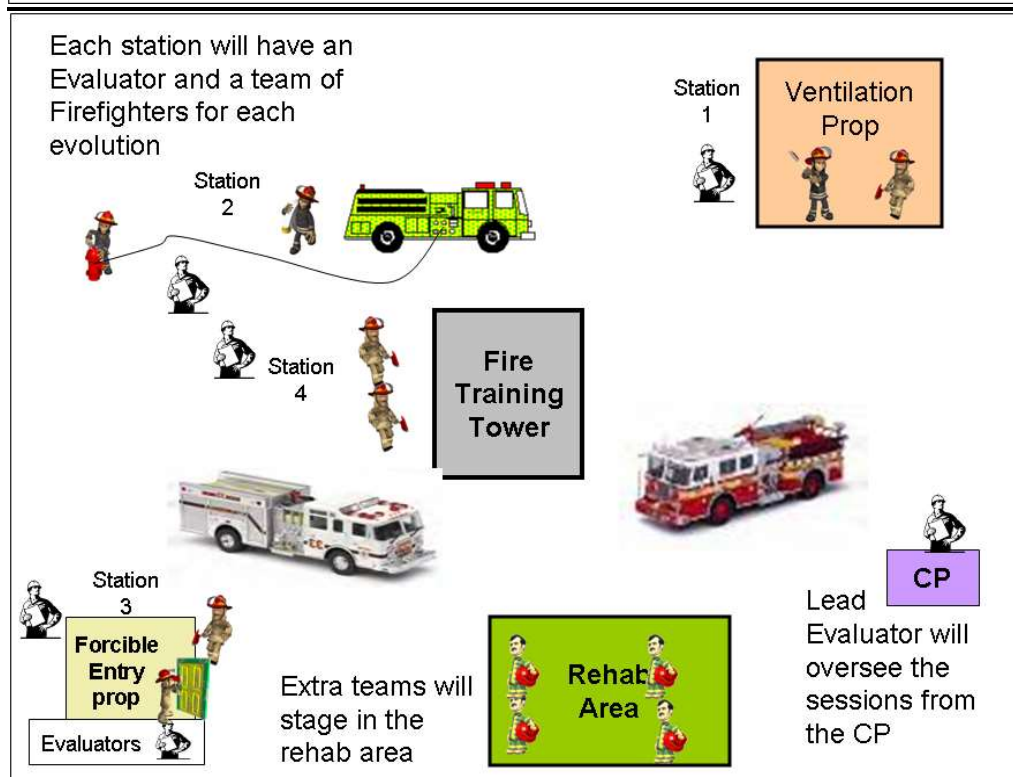 Each station will have an
Evaluator and a team of
Firefighters for each
evolution
Station
1
Ventilation
Prop
Station
2
Station
4
Fire
Training
Tower
Station
3
Forcible
Entry
prop
Evaluators
Extra teams will
stage in the
rehab area
Rehab
Area
CP
Lead
Evaluator will
oversee the
sessions from
the CP